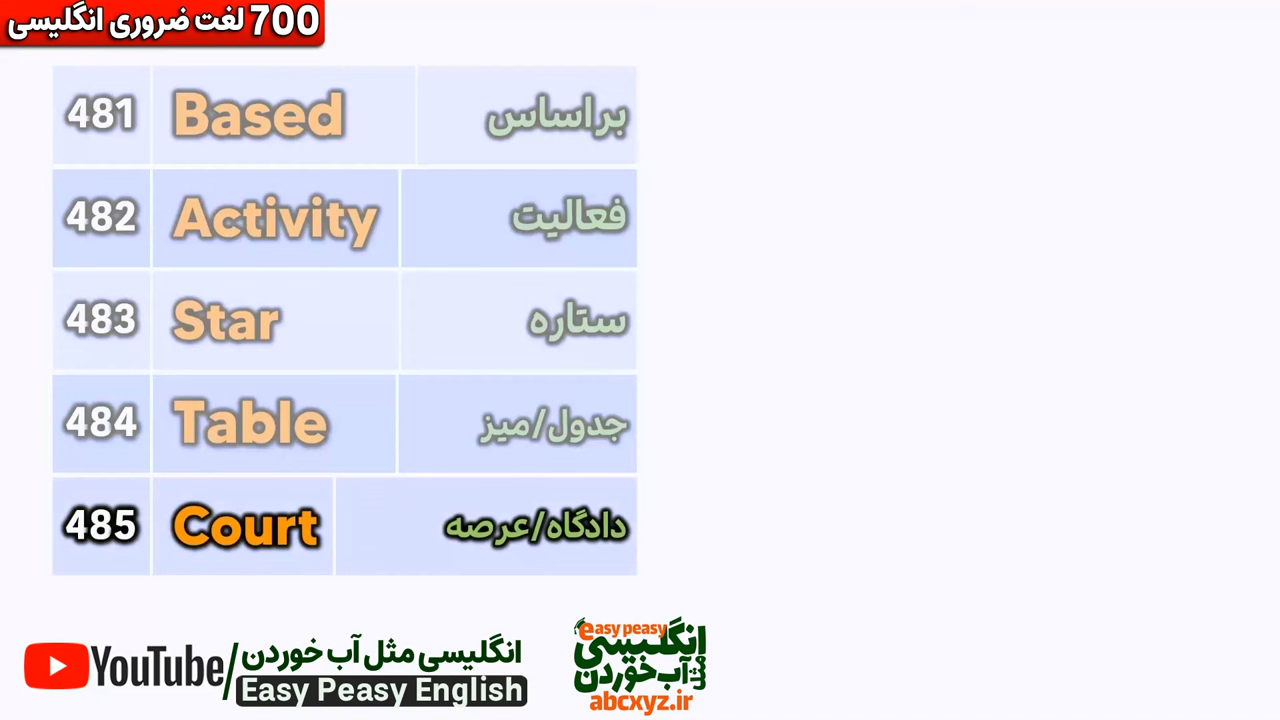 700 لغت ضروری انگلیسی
481 Based براساس
482 Activity فعالیت
483 Star ستاره
484 Table جدول/میز
485 Court دادگاه/عرصه
YouTube/انگلیسی مثل آب خوردن
Easy Peasy English
easy peasy
انگلیسی
مثل آب خوردن
abcxyz.ir